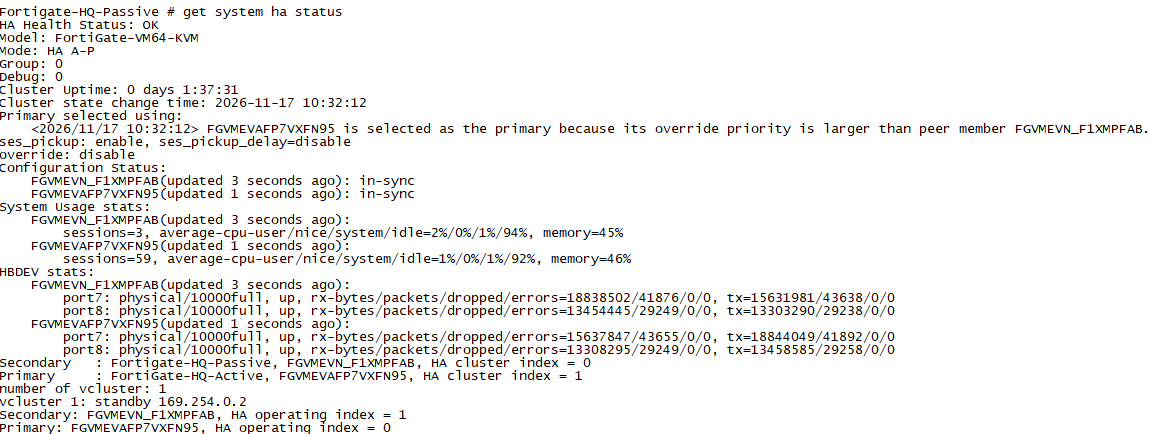 Fortigate-HQ-Passive # get system ha status
HA Health Status: OK
Model: FortiGate-VM64-KVM
Mode: HA A-P
Group: 0
Debug: 0
Cluster Uptime: 0 days 1:37:31
Cluster state change time: 2026-11-17 10:32:12
Primary selected using:
    <2026/11/17 10:32:12> FGVMEVAFP7VXFN95 is selected as the primary because its override priority is larger than peer member FGVMEVN_F1XMPFAB.
ses_pickup: enable, ses_pickup_delay=disable
override: disable
Configuration Status:
    FGVMEVN_F1XMPFAB(updated 3 seconds ago): in-sync
    FGVMEVAFP7VXFN95(updated 1 seconds ago): in-sync
System Usage stats:
    FGVMEVN_F1XMPFAB(updated 3 seconds ago):
        sessions=3, average-cpu-user/nice/system/idle=2%/0%/1%/94%, memory=45%
    FGVMEVAFP7VXFN95(updated 1 seconds ago):
        sessions=59, average-cpu-user/nice/system/idle=1%/0%/1%/92%, memory=46%
HBDEV stats:
    FGVMEVN_F1XMPFAB(updated 3 seconds ago):
        port7: physical/10000full, up, rx-bytes/packets/dropped/errors=18838502/41876/0/0, tx=15631981/43638/0/0
        port8: physical/10000full, up, rx-bytes/packets/dropped/errors=13454445/29249/0/0, tx=13303290/29238/0/0
    FGVMEVAFP7VXFN95(updated 1 seconds ago):
        port7: physical/10000full, up, rx-bytes/packets/dropped/errors=15637847/43655/0/0, tx=18844049/41892/0/0
        port8: physical/10000full, up, rx-bytes/packets/dropped/errors=13308295/29249/0/0, tx=13458585/29258/0/0
Secondary   : Fortigate-HQ-Passive, FGVMEVN_F1XMPFAB, HA cluster index = 0
Primary     : FortiGate-HQ-Active, FGVMEVAFP7VXFN95, HA cluster index = 1
number of vcluster: 1
vcluster 1: standby 169.254.0.2
Secondary: FGVMEVN_F1XMPFAB, HA operating index = 1
Primary: FGVMEVAFP7VXFN95, HA operating index = 0